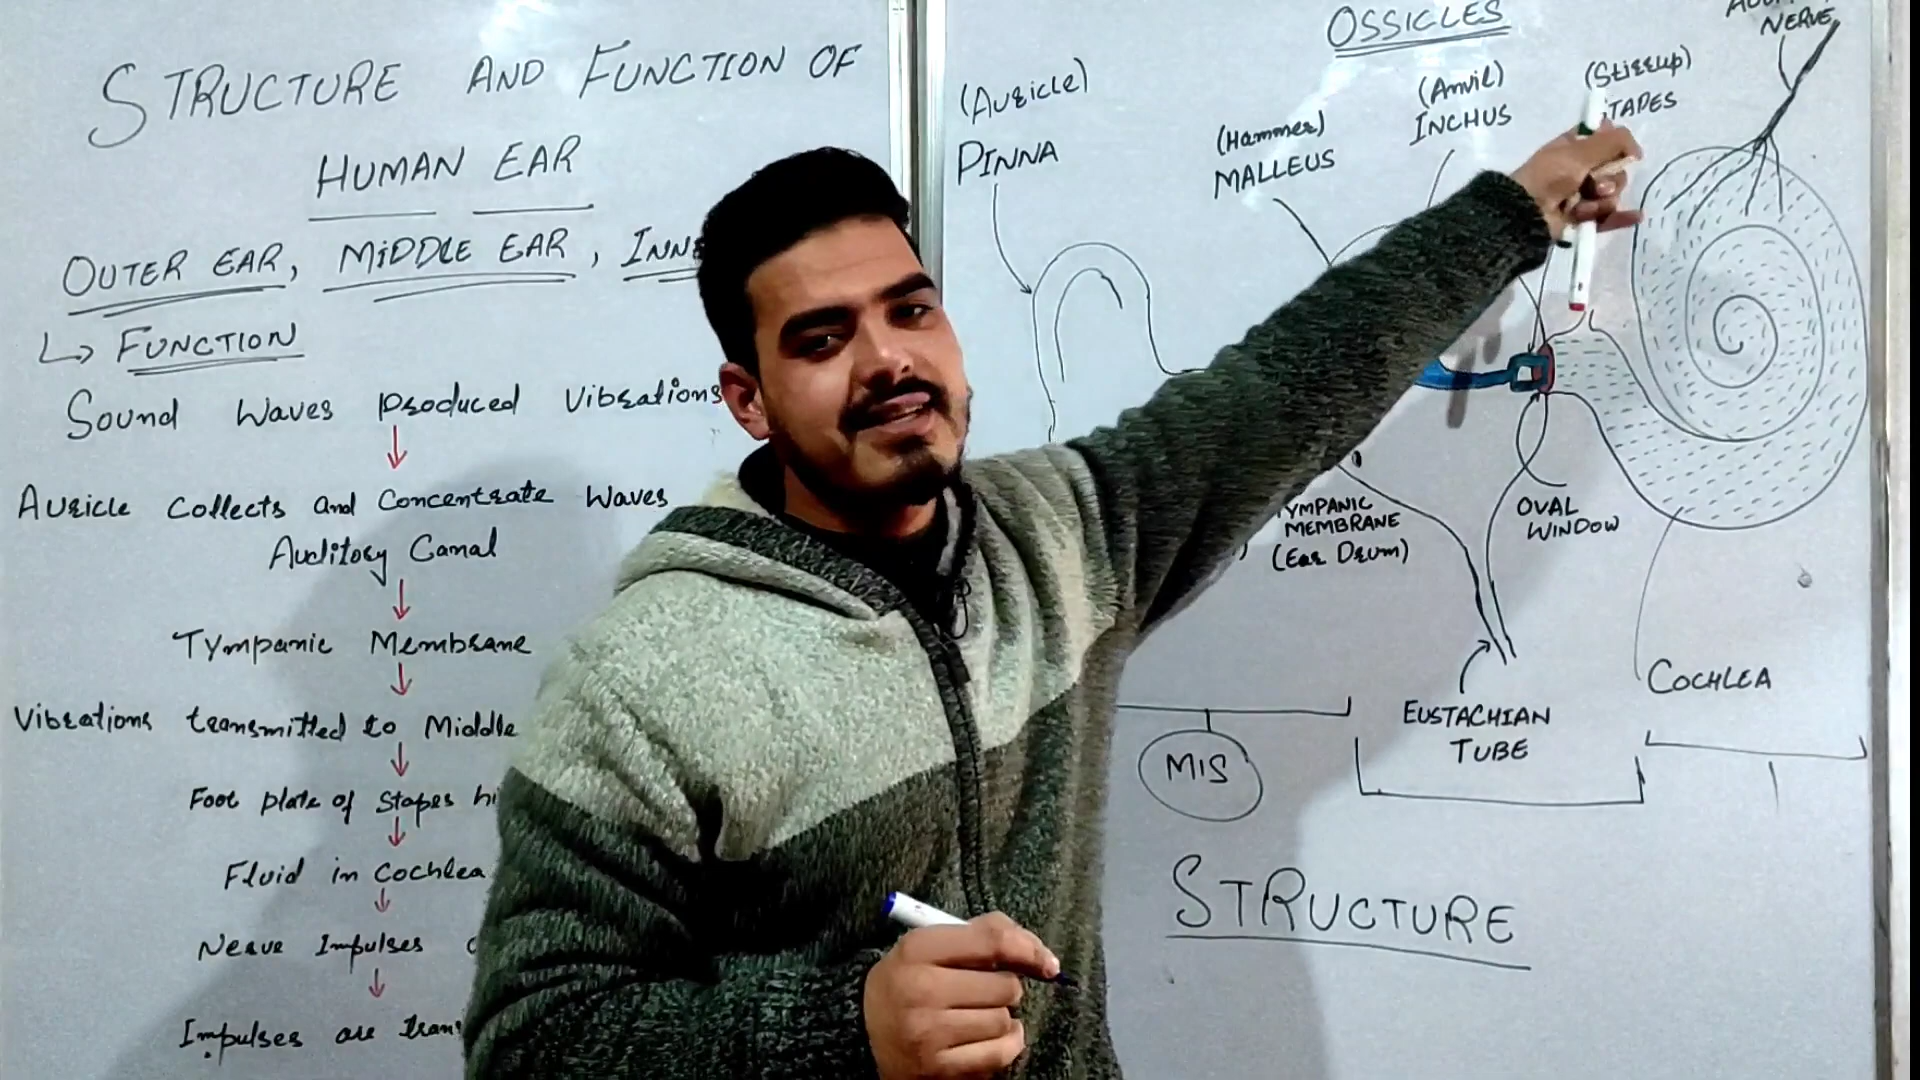 STRUCTURE AND FUNCTION OF
HUMAN EAR
OUTER EAR, MIDDLE EAR,
FUNCTION
Sound Waves produced Vibrations
Auricle Collects and Concentrate Waves
Auditory Canal
Tympanic Membrane
Vibrations transmitted to Middle
Foot plate of Stapes
Fluid in Cochlea
Nerve Impulses
Impulses are
OSSICLES
NERVE
(Auricle)
PINNA
(Hammer)
MALLEUS
(Anvil)
INCHUS
(Stirrup)
STAPES
MEMBRANE
(Ear Drum)
OVAL
WINDOW
COCHLEA
EUSTACHIAN
TUBE
MIS
STRUCTURE